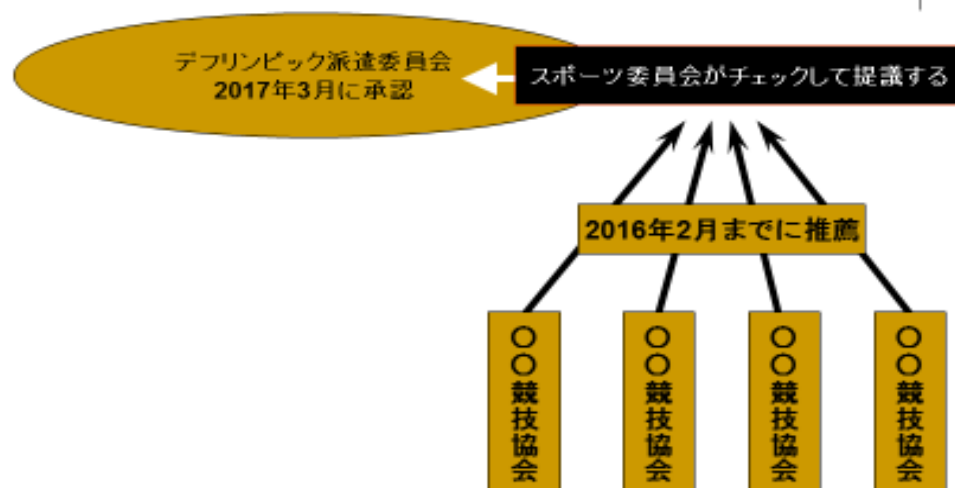 デフリンピック派遣委員会
2017年3月に承認
スポーツ委員会がチェックして提議する
2016年2月までに推薦
〇〇競技協会
〇〇競技協会
〇〇競技協会
〇〇競技協会